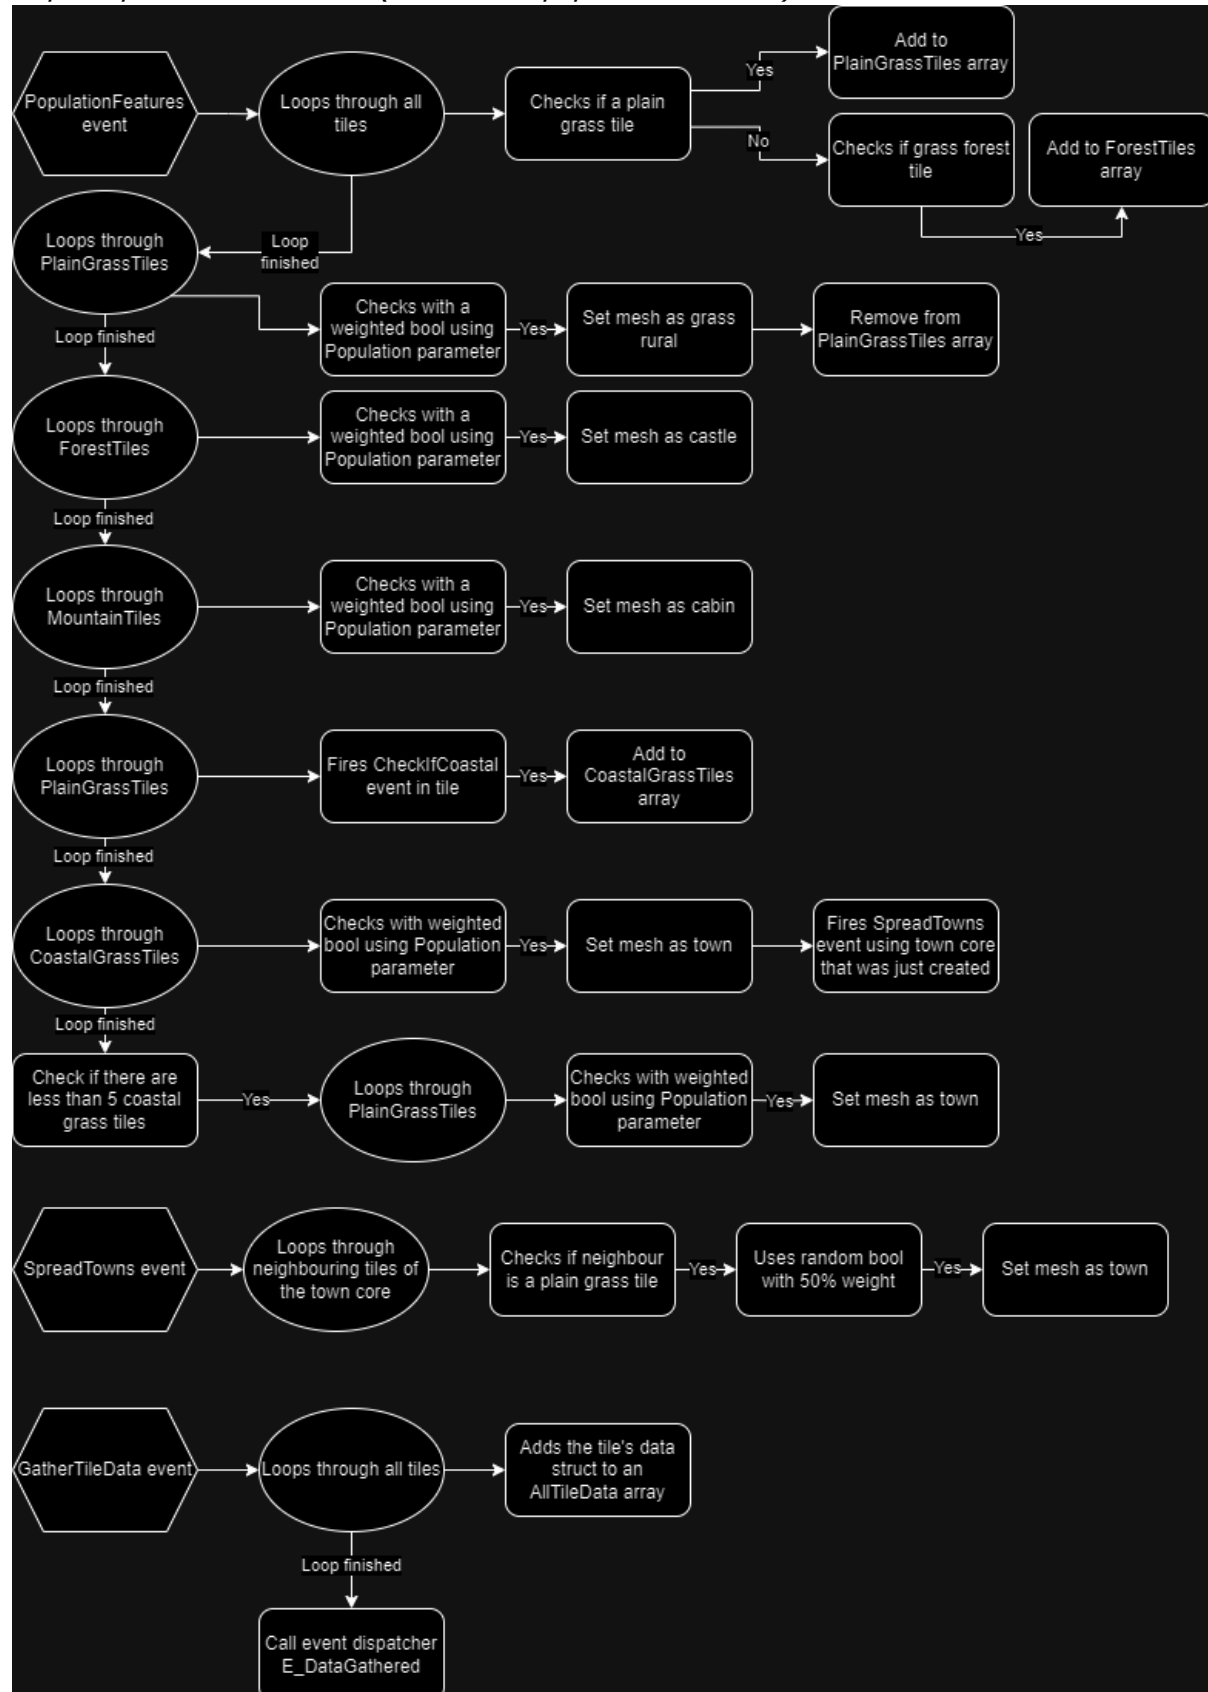 PopulationFeatures
event
Loops through all
tiles
Checks if a plain
grass tile
Yes
Add to
PlainGrassTiles array
No
Checks if grass forest
tile
Add to ForestTiles
array
Yes
Loop
finished
Loops through
PlainGrassTiles
Checks with a
weighted bool using
Population parameter
Yes
Set mesh as grass
rural
Remove from
PlainGrassTiles array
Loop finished
Loops through
ForestTiles
Checks with a
weighted bool using
Population parameter
Yes
Set mesh as castle
Loop finished
Loops through
MountainTiles
Checks with a
weighted bool using
Population parameter
Yes
Set mesh as cabin
Loop finished
Loops through
PlainGrassTiles
Fires CheckIfCoastal
event in tile
Yes
Add to
CoastalGrassTiles
array
Loop finished
Loops through
CoastalGrassTiles
Checks with weighted
bool using Population
parameter
Yes
Set mesh as town
Fires SpreadTowns
event using town core
that was just created
Loop finished
Check if there are
less than 5 coastal
grass tiles
Yes
Loops through
PlainGrassTiles
Checks with weighted
bool using Population
parameter
Yes
Set mesh as town
SpreadTowns event
Loops through
neighbouring tiles of
the town core
Checks if neighbour
is a plain grass tile
Yes
Uses random bool
with 50% weight
Yes
Set mesh as town
GatherTileData event
Loops through all tiles
Adds the tile's data
struct to an
AllTileData array
Loop finished
Call event dispatcher
E_DataGathered